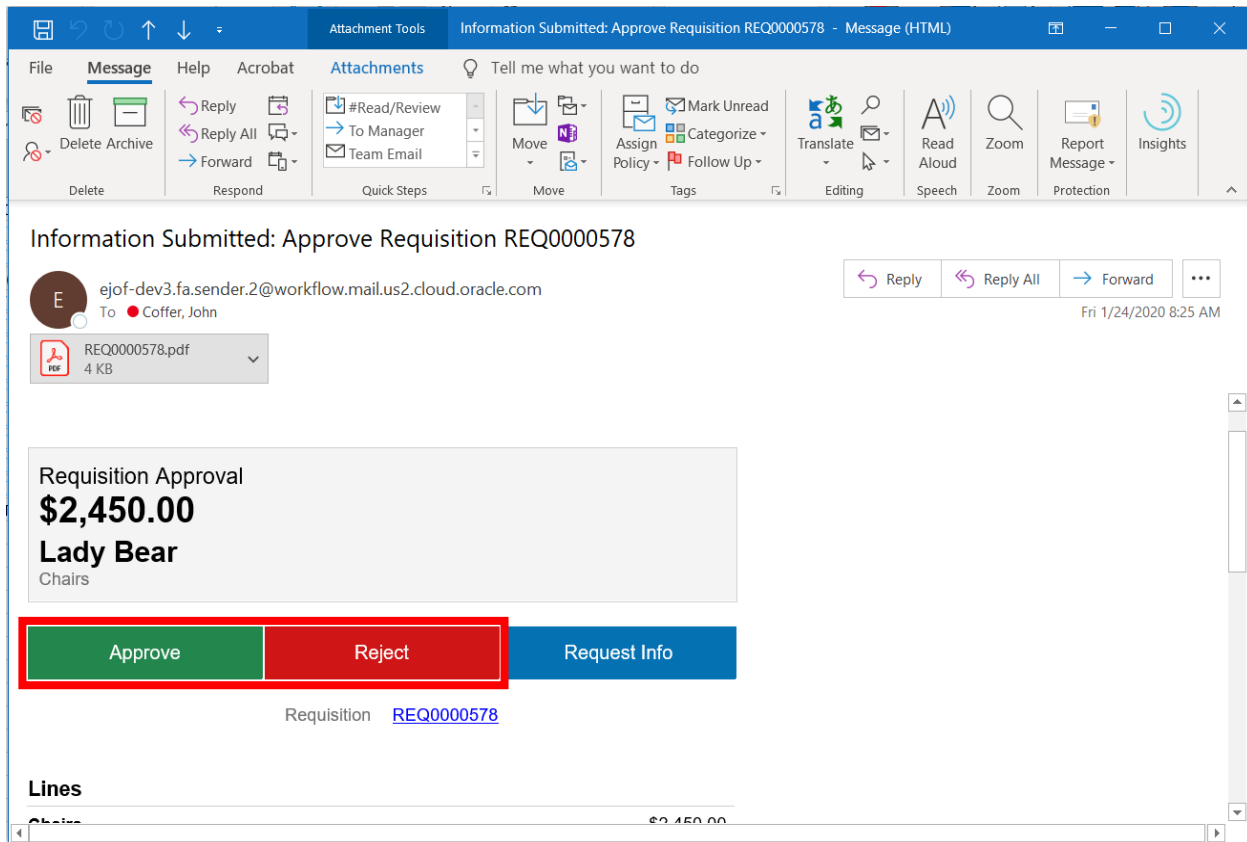 Attachment Tools
Information Submitted: Approve Requisition REQ0000578 - Message (HTML)
File Message Help Acrobat Attachments Tell me what you want to do
Delete Archive
Reply
Reply All
Forward
#Read/Review
To Manager
Team Email
Move
Assign Policy
Mark Unread
Categorize
Follow Up
Translate
Read Aloud
Zoom
Report Message
Insights
Delete Respond Quick Steps Move Tags Editing Speech Zoom Protection
Information Submitted: Approve Requisition REQ0000578
E
ejof-dev3.fa.sender.2@workflow.mail.us2.cloud.oracle.com
To Coffer, John
Reply Reply All Forward
Fri 1/24/2020 8:25 AM
PDF
REQ0000578.pdf
4 KB
Requisition Approval
$2,450.00
Lady Bear
Chairs
Approve Reject Request Info
Requisition REQ0000578
Lines
Chairs $2,450.00